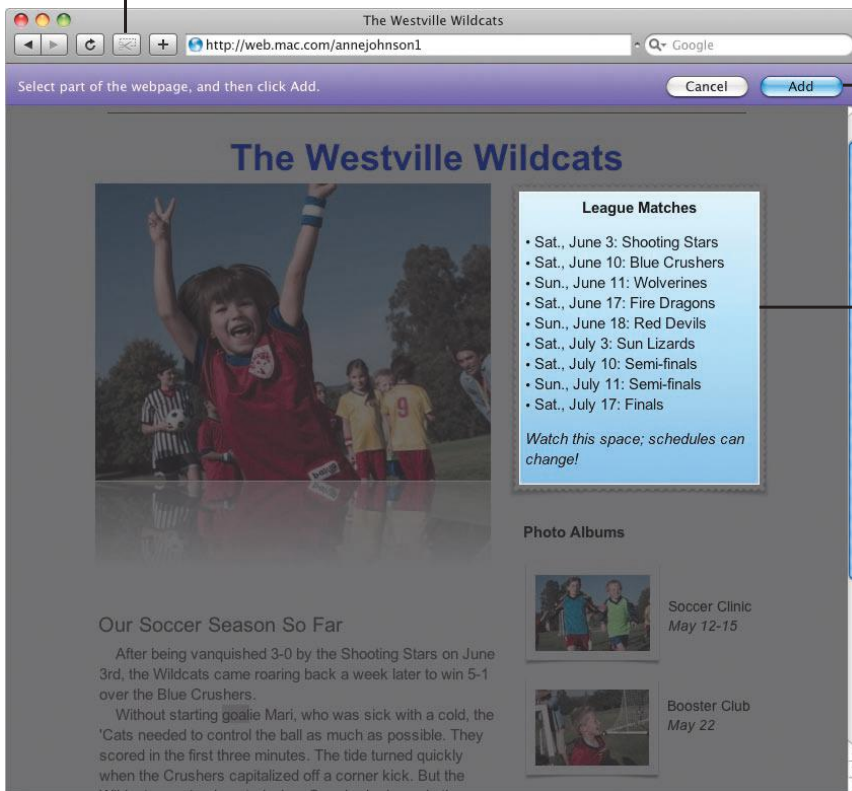 The Westville Wildcats
http://web.mac.com/annejohnson1
Google
Select part of the webpage, and then click Add.
Cancel
Add
The Westville Wildcats
League Matches
• Sat., June 3: Shooting Stars
• Sat., June 10: Blue Crushers
• Sun., June 11: Wolverines
• Sat., June 17: Fire Dragons
• Sun., June 18: Red Devils
• Sat., July 3: Sun Lizards
• Sat., July 10: Semi-finals
• Sun., July 11: Semi-finals
• Sat., July 17: Finals
Watch this space; schedules can
change!
9
Photo Albums
Soccer Clinic
May 12-15
Booster Club
May 22
Our Soccer Season So Far
After being vanquished 3-0 by the Shooting Stars on June
3rd, the Wildcats came roaring back a week later to win 5-1
over the Blue Crushers.
Without starting goalie Mari, who was sick with a cold, the
'Cats needed to control the ball as much as possible. They
scored in the first three minutes. The tide turned quickly
when the Crushers capitalized off a corner kick. But the